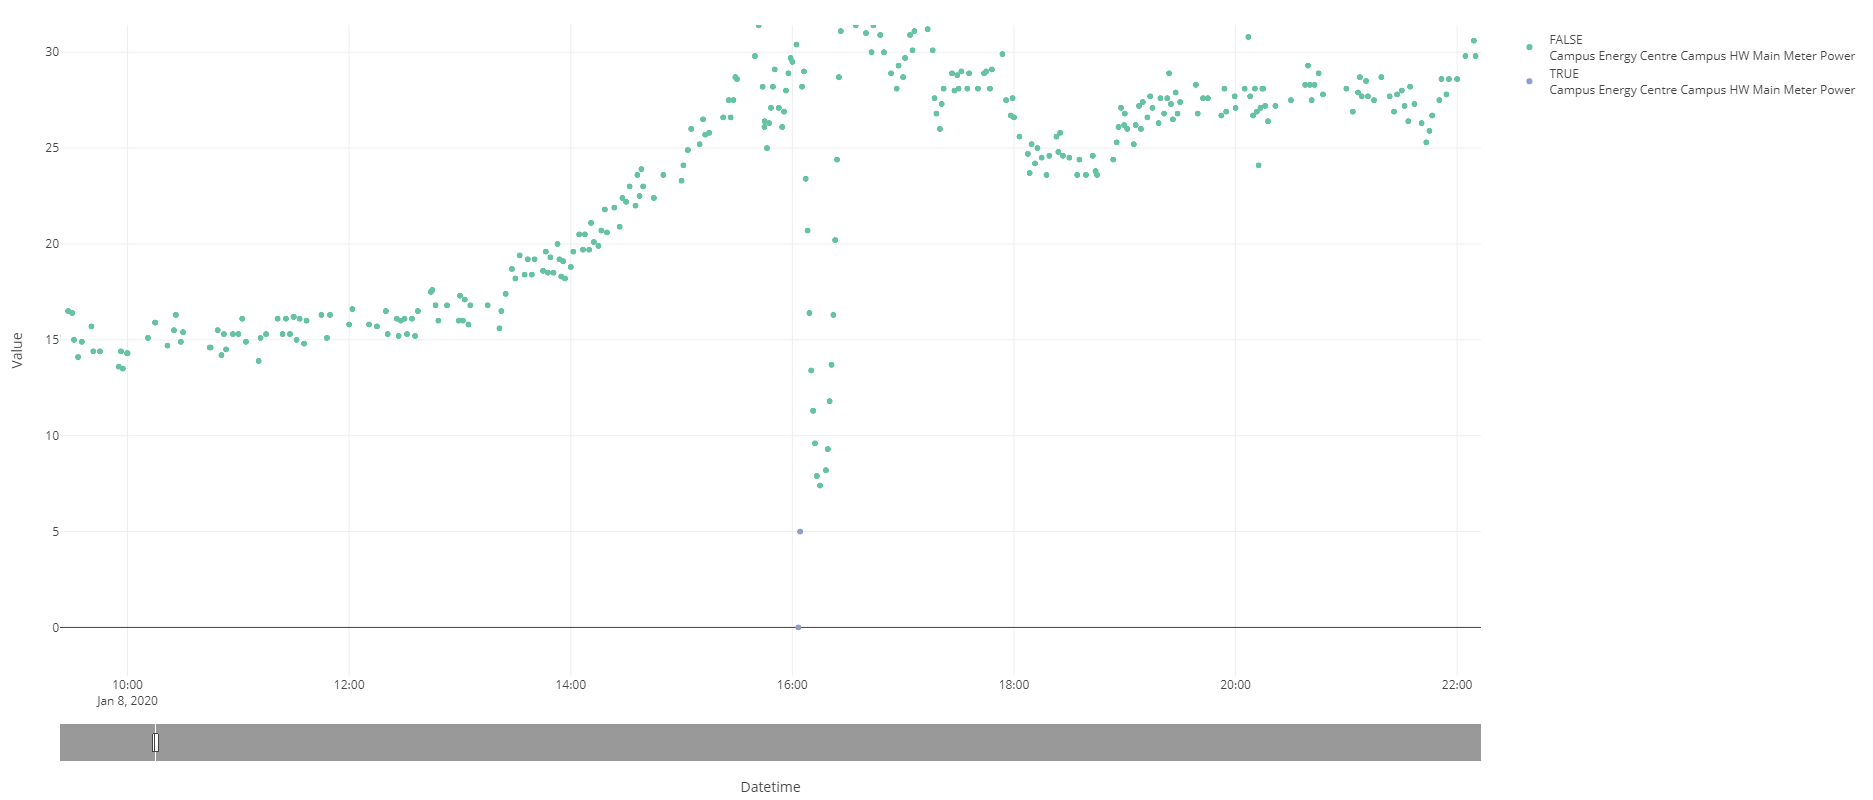 30
25
20
15
10
5
0
Value
10:00
12:00
14:00
16:00
18:00
20:00
22:00
Jan 8, 2020
Datetime
FALSE
Campus Energy Centre Campus HW Main Meter Power
TRUE
Campus Energy Centre Campus HW Main Meter Power